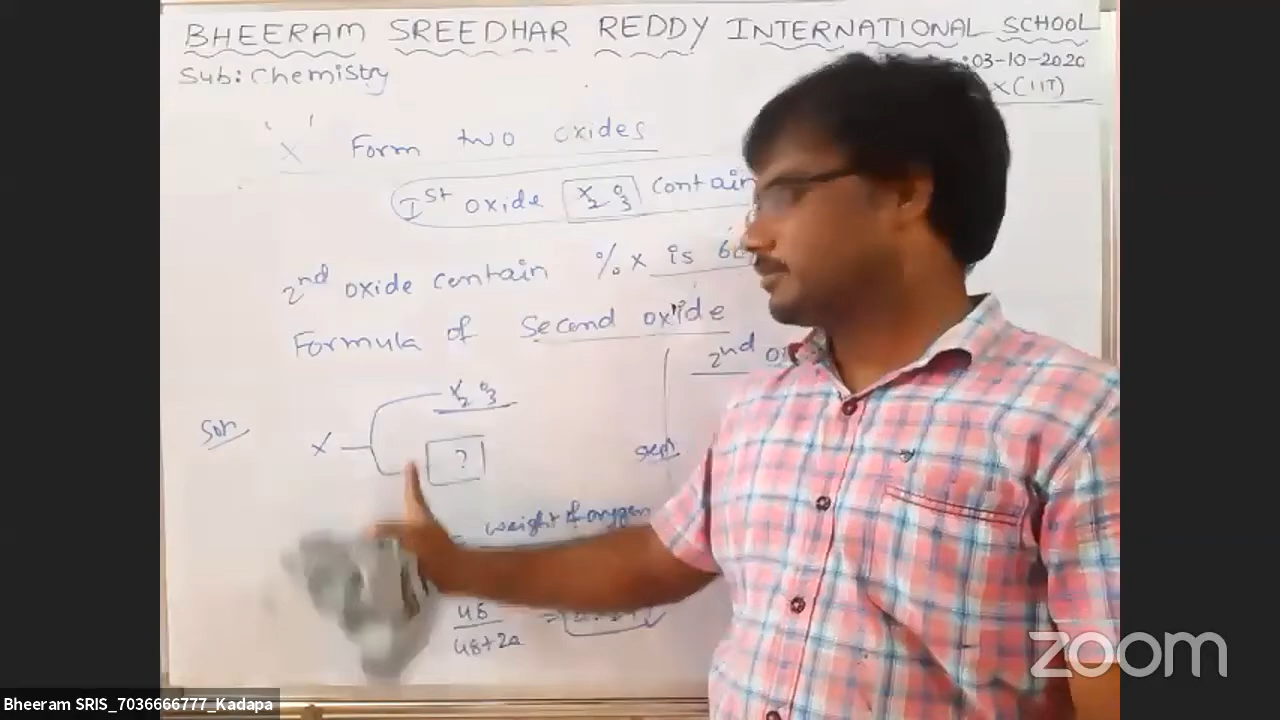 BHEERAM SREEDHAR REDDY INTERNATIONAL SCHOOL
Sub: Chemistry
:03-10-2020
X(IIT)
'X' Form two oxides
Ist oxide X2O3 contain
2nd oxide contain % X is
Formula of second oxide
2nd
Sol
X
X2O3
?
weight of oxygen
48
48+2a
zoom
Bheeram SRIS_7036666777_Kadapa